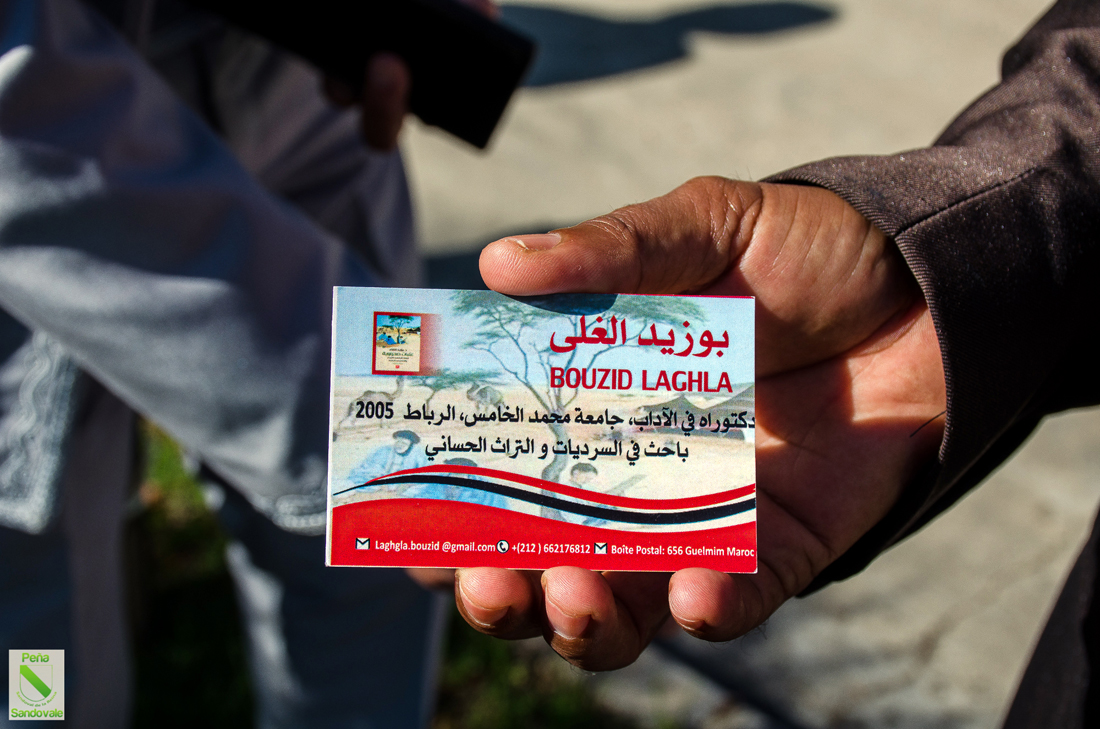 بوزيد الغلى
BOUZID LAGHLA
دكتوراه في الآداب، جامعة محمد الخامس، الرباط 2005
باحث في السرديات و التراث الحساني
Laghgla.bouzid @gmail.com +(212 ) 662176812 Boîte Postal: 656 Guelmim Maroc
Peña
Sandovale